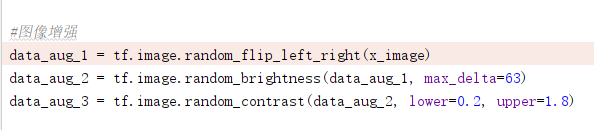 #图像增强
data_aug_1 = tf.image.random_flip_left_right(x_image)
data_aug_2 = tf.image.random_brightness(data_aug_1, max_delta=63)
data_aug_3 = tf.image.random_contrast(data_aug_2, lower=0.2, upper=1.8)